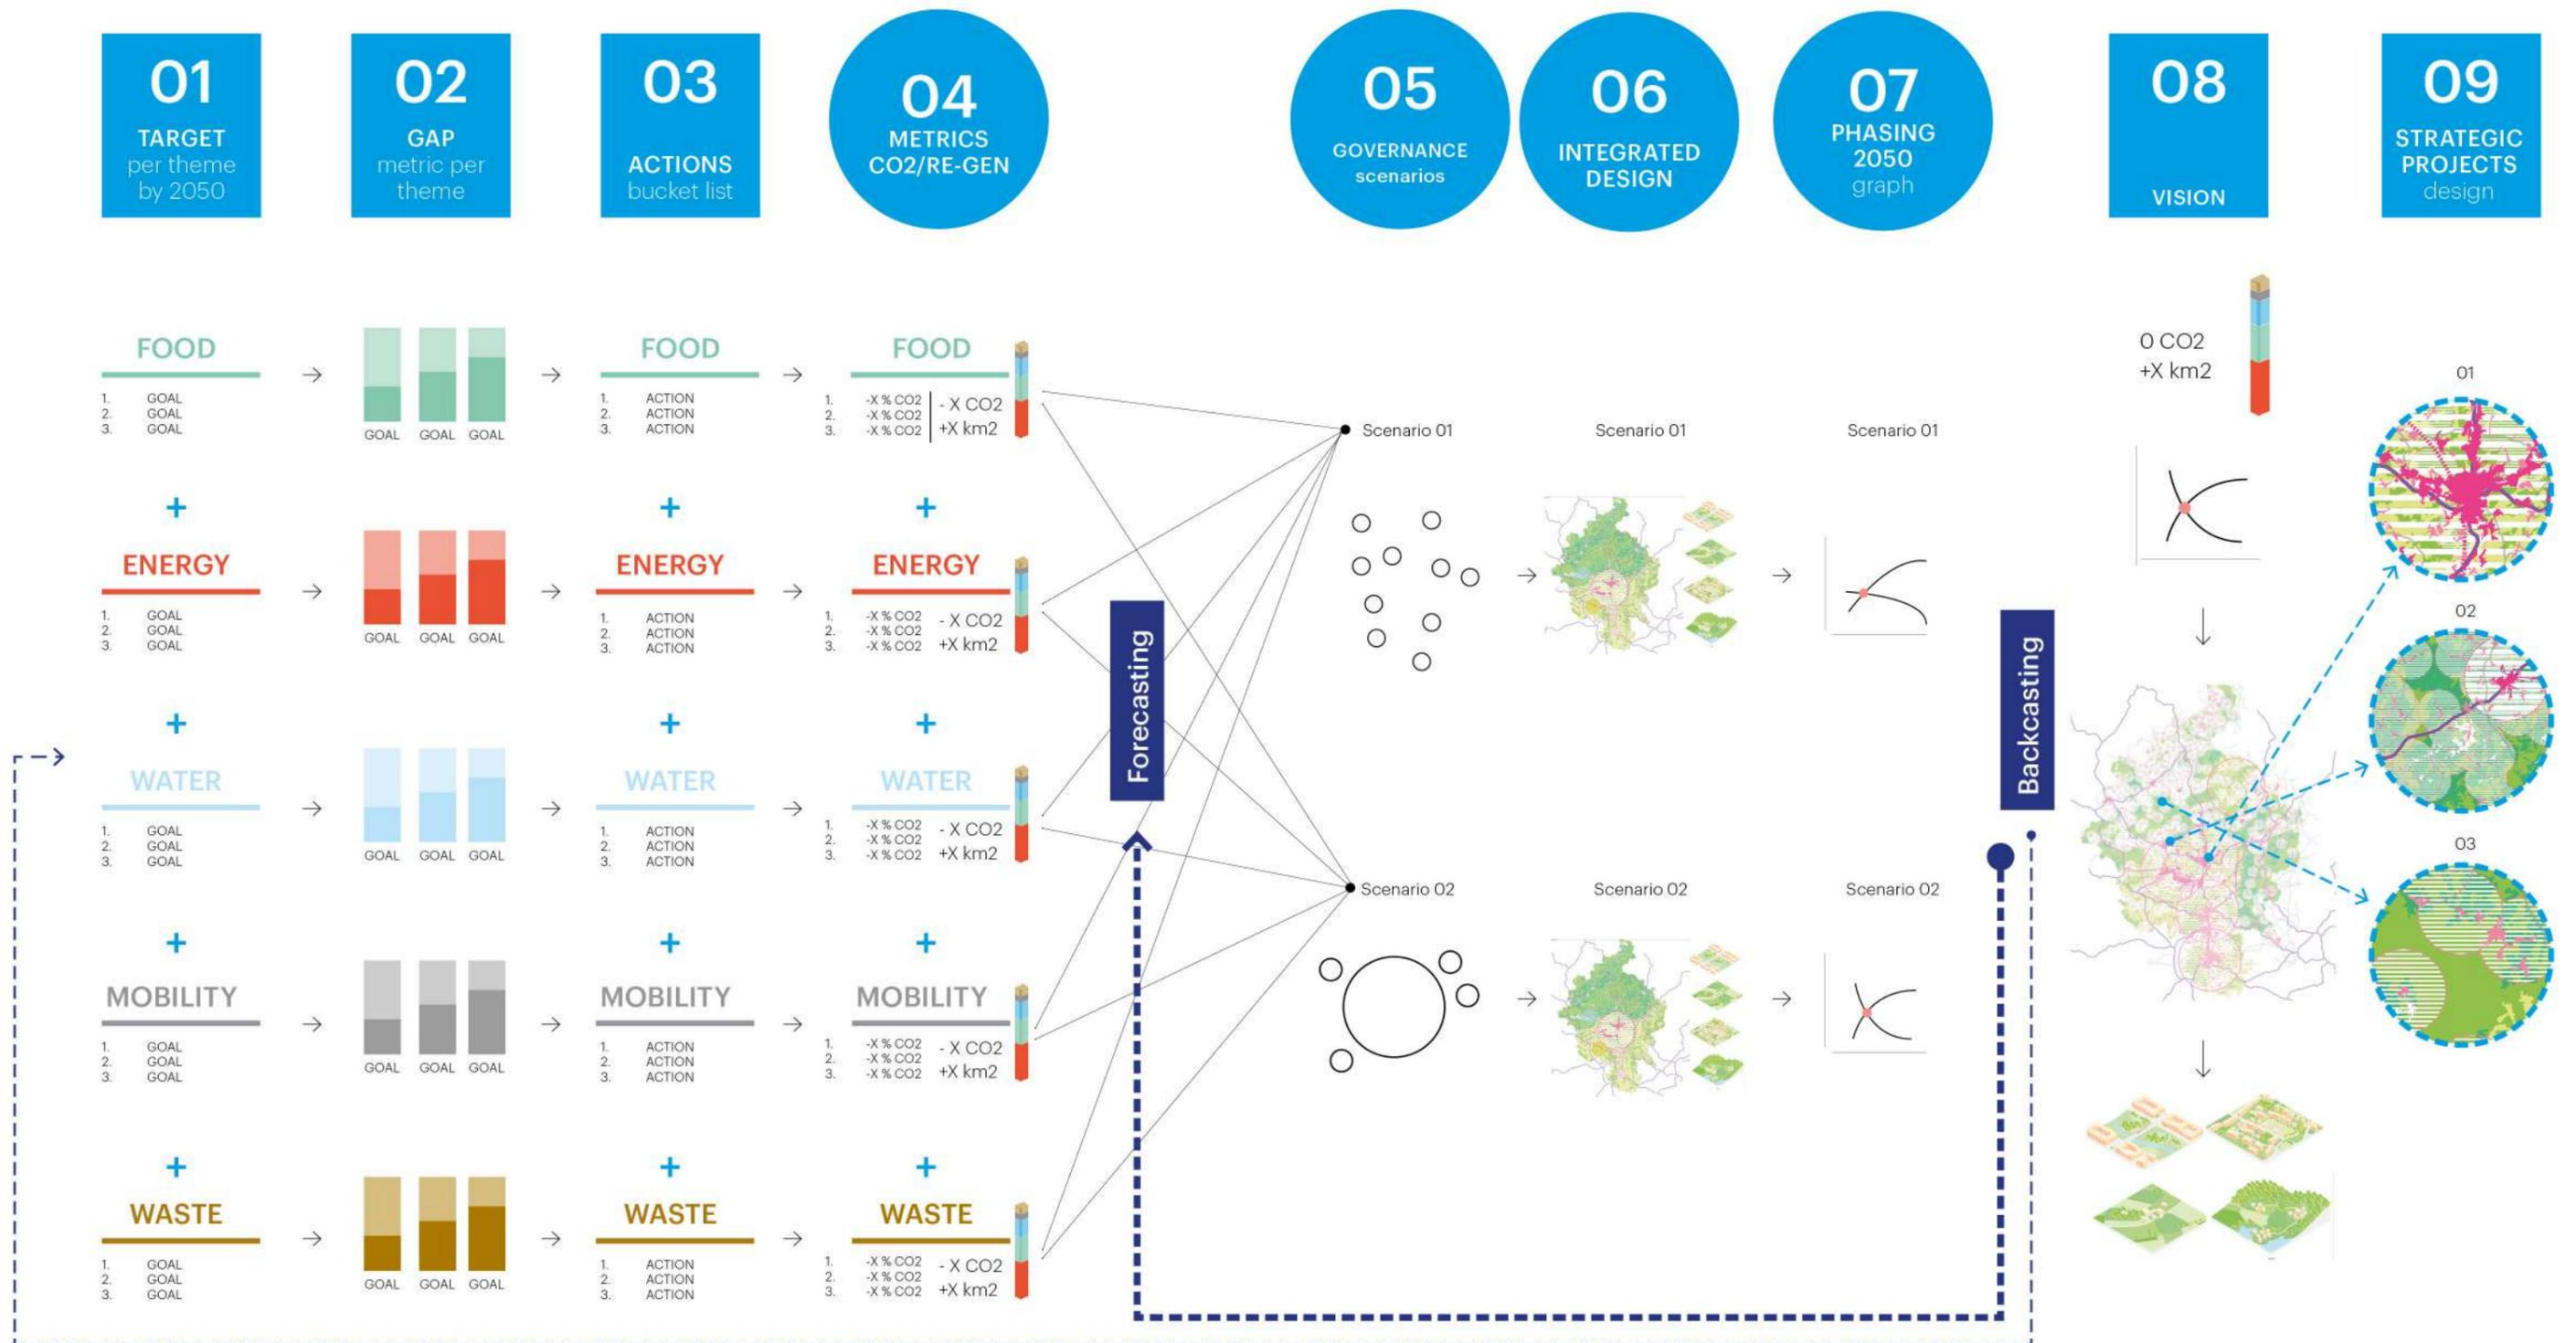 01
TARGET
per theme
by 2050
02
GAP
metric per
theme
03
ACTIONS
bucket list
04
METRICS
CO2/RE-GEN
05
GOVERNANCE
scenarios
06
INTEGRATED
DESIGN
07
PHASING
2050
graph
08
VISION
09
STRATEGIC
PROJECTS
design
FOOD
1. GOAL
2. GOAL
3. GOAL
GOAL GOAL GOAL
FOOD
1. ACTION
2. ACTION
3. ACTION
FOOD
1. -X % CO2
2. -X % CO2
3. -X % CO2
- X CO2
+X km2
+ + +
ENERGY
1. GOAL
2. GOAL
3. GOAL
GOAL GOAL GOAL
ENERGY
1. ACTION
2. ACTION
3. ACTION
ENERGY
1. -X % CO2
2. -X % CO2
3. -X % CO2
- X CO2
+X km2
+ + +
WATER
1. GOAL
2. GOAL
3. GOAL
GOAL GOAL GOAL
WATER
1. ACTION
2. ACTION
3. ACTION
WATER
1. -X % CO2
2. -X % CO2
3. -X % CO2
- X CO2
+X km2
+ + +
MOBILITY
1. GOAL
2. GOAL
3. GOAL
GOAL GOAL GOAL
MOBILITY
1. ACTION
2. ACTION
3. ACTION
MOBILITY
1. -X % CO2
2. -X % CO2
3. -X % CO2
- X CO2
+X km2
+ + +
WASTE
1. GOAL
2. GOAL
3. GOAL
GOAL GOAL GOAL
WASTE
1. ACTION
2. ACTION
3. ACTION
WASTE
1. -X % CO2
2. -X % CO2
3. -X % CO2
- X CO2
+X km2
Forecasting
Scenario 01
Scenario 01
Scenario 01
Scenario 02
Scenario 02
Scenario 02
Backcasting
0 CO2
+X km2
01
02
03